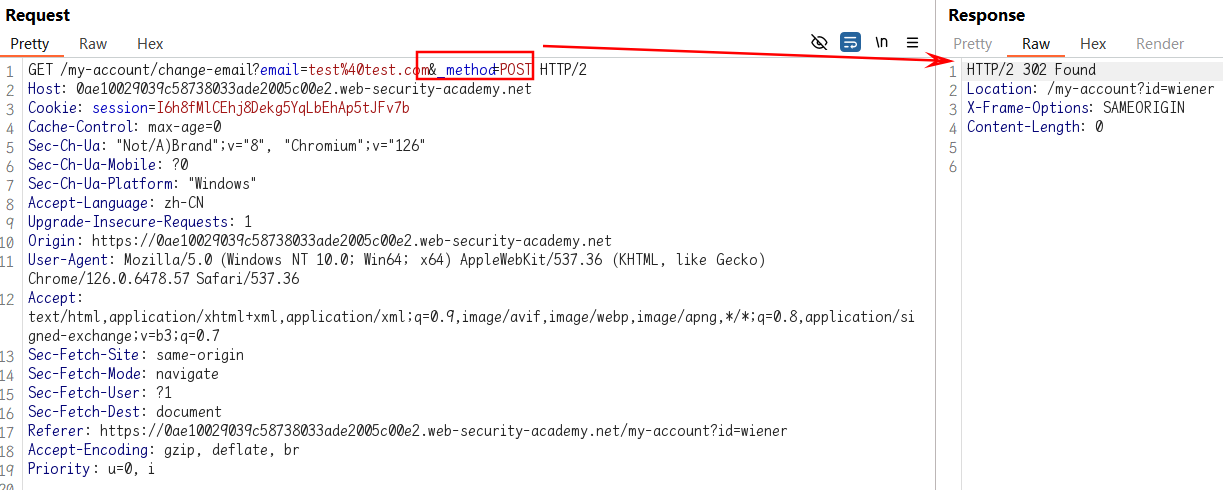 Request
Pretty Raw Hex
\n
1 GET /my-account/change-email?email=test%40test.com&_method=POST HTTP/2
2 Host: 0ae10029039c58738033ade2005c00e2.web-security-academy.net
3 Cookie: session=I6h8fMlCEhj8Dekg5YqLbEhAp5tJFv7b
4 Cache-Control: max-age=0
5 Sec-Ch-Ua: "Not/A)Brand";v="8", "Chromium";v="126"
6 Sec-Ch-Ua-Mobile: ?0
7 Sec-Ch-Ua-Platform: "Windows"
8 Accept-Language: zh-CN
9 Upgrade-Insecure-Requests: 1
10 Origin: https://0ae10029039c58738033ade2005c00e2.web-security-academy.net
11 User-Agent: Mozilla/5.0 (Windows NT 10.0; Win64; x64) AppleWebKit/537.36 (KHTML, like Gecko)
Chrome/126.0.6478.57 Safari/537.36
12 Accept:
text/html,application/xhtml+xml,application/xml;q=0.9,image/avif,image/webp,image/apng,*/*;q=0.8,application/si
gned-exchange;v=b3;q=0.7
13 Sec-Fetch-Site: same-origin
14 Sec-Fetch-Mode: navigate
15 Sec-Fetch-User: ?1
16 Sec-Fetch-Dest: document
17 Referer: https://0ae10029039c58738033ade2005c00e2.web-security-academy.net/my-account?id=wiener
18 Accept-Encoding: gzip, deflate, br
19 Priority: u=0, i
20
Response
Pretty Raw Hex Render
1 HTTP/2 302 Found
2 Location: /my-account?id=wiener
3 X-Frame-Options: SAMEORIGIN
4 Content-Length: 0
5
6